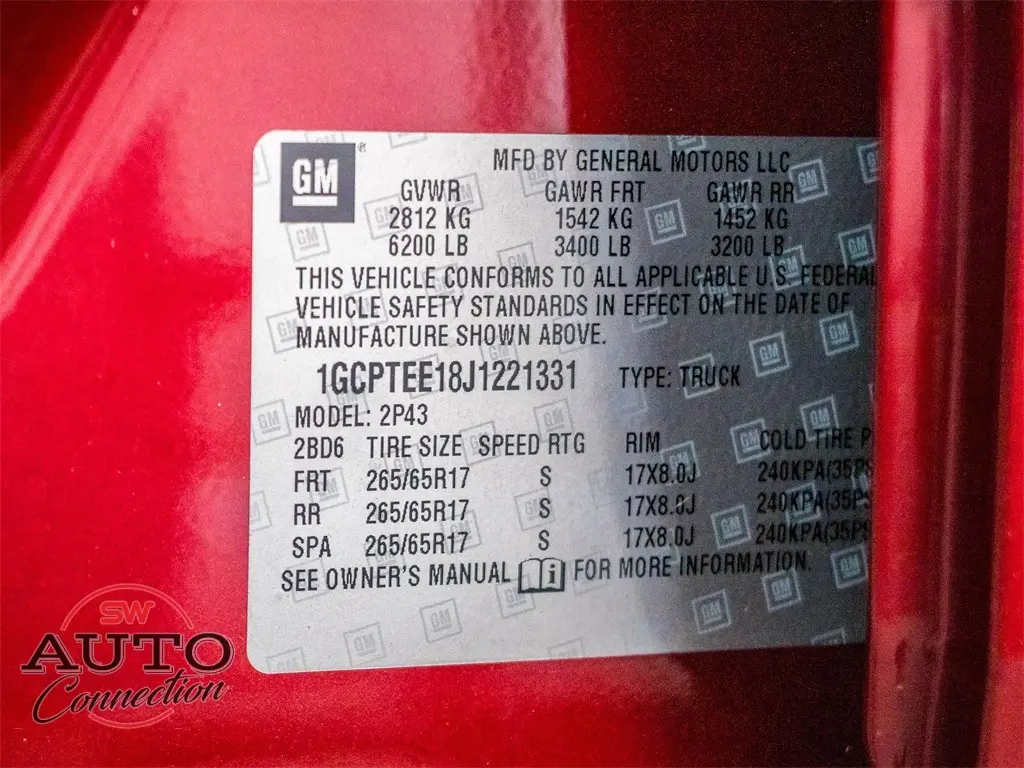 GM
MFD BY GENERAL MOTORS LLC
GVWR GAWR FRT GAWR RR
2812 KG 1542 KG 1452 KG
6200 LB 3400 LB 3200 LB
THIS VEHICLE CONFORMS TO ALL APPLICABLE U.S. FEDERAL
VEHICLE SAFETY STANDARDS IN EFFECT ON THE DATE OF
MANUFACTURE SHOWN ABOVE.
1GCPTEE18J1221331 TYPE: TRUCK
MODEL: 2P43
2BD6 TIRE SIZE SPEED RTG RIM COLD TIRE P
FRT 265/65R17 S 17X8.0J 240KPA(35PS
RR 265/65R17 S 17X8.0J 240KPA(35PS
SPA 265/65R17 S 17X8.0J 240KPA(35PS
SEE OWNER'S MANUAL i FOR MORE INFORMATION.
SW
AUTO
Connection